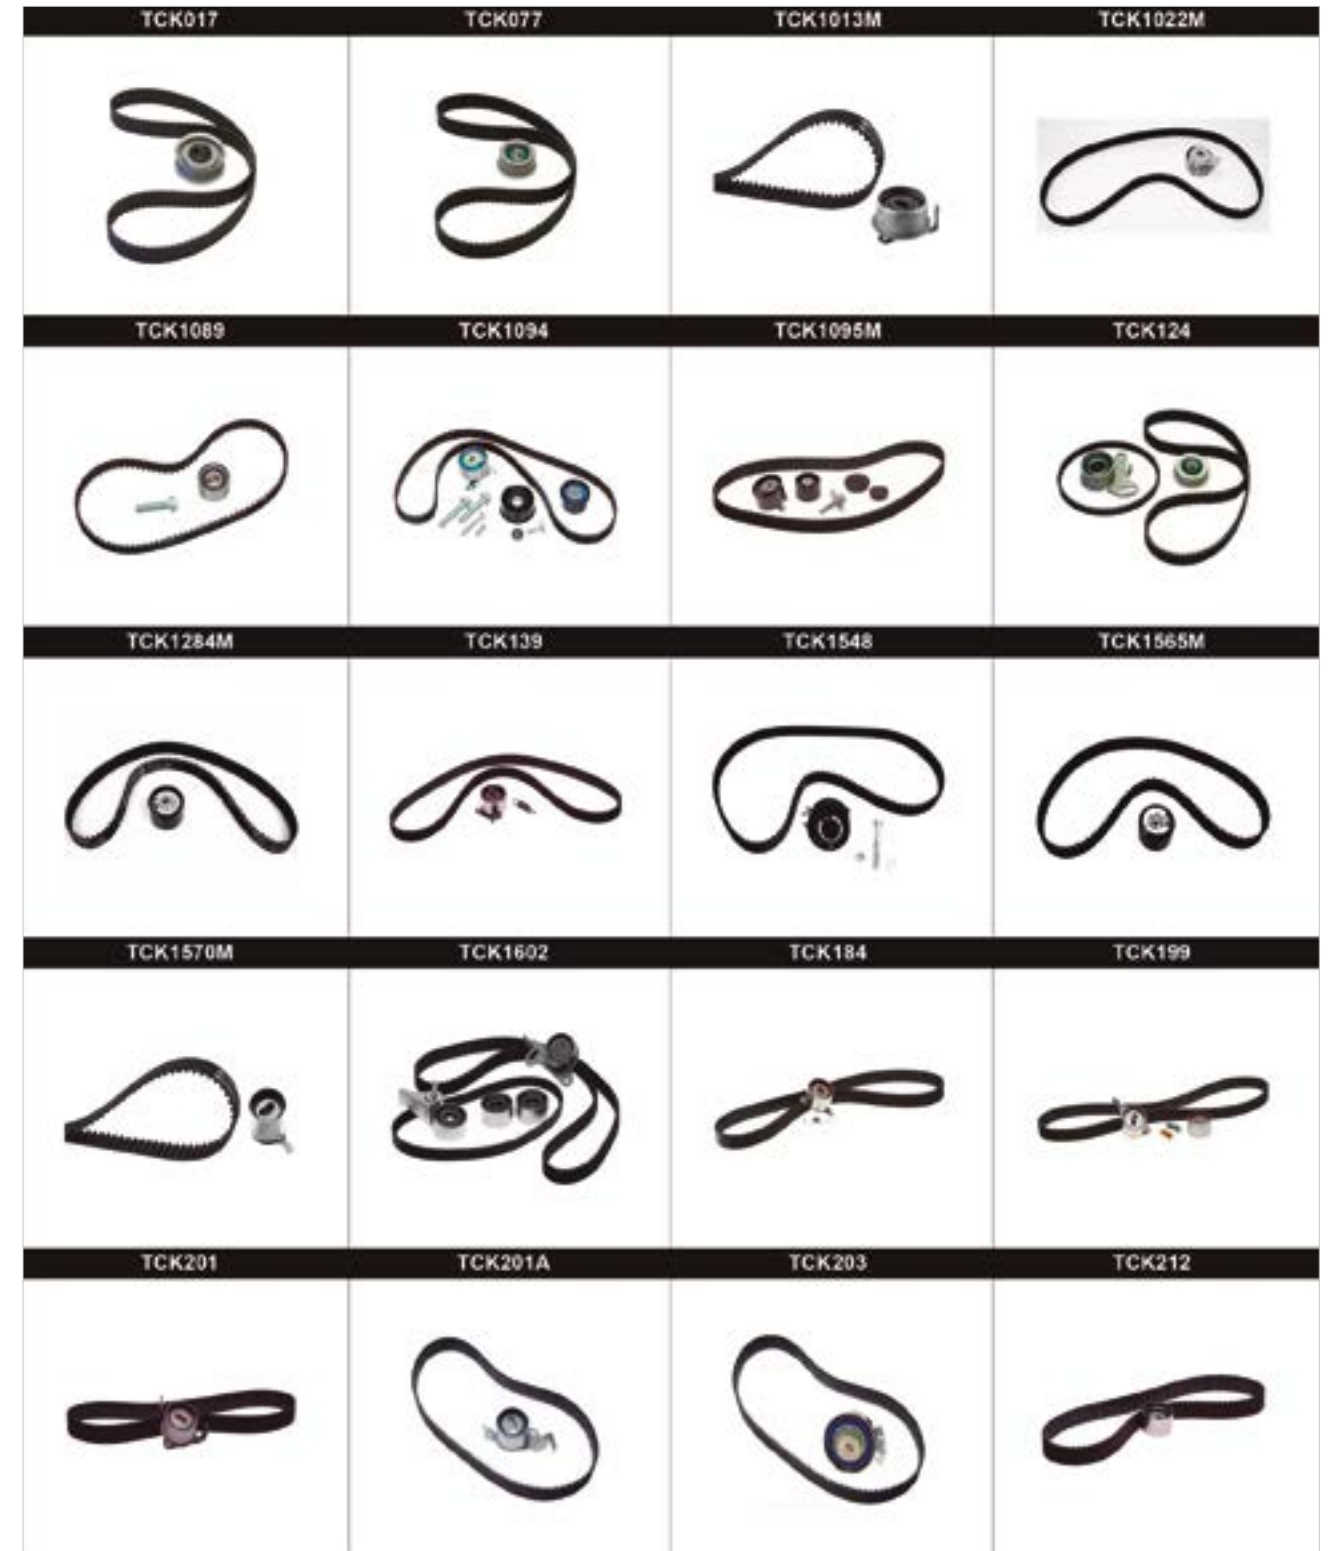 TCK017 TCK077 TCK1013M TCK1022M
TCK1089 TCK1094 TCK1095M TCK124
TCK1284M TCK139 TCK1548 TCK1565M
TCK1570M TCK1602 TCK184 TCK199
TCK201 TCK201A TCK203 TCK212